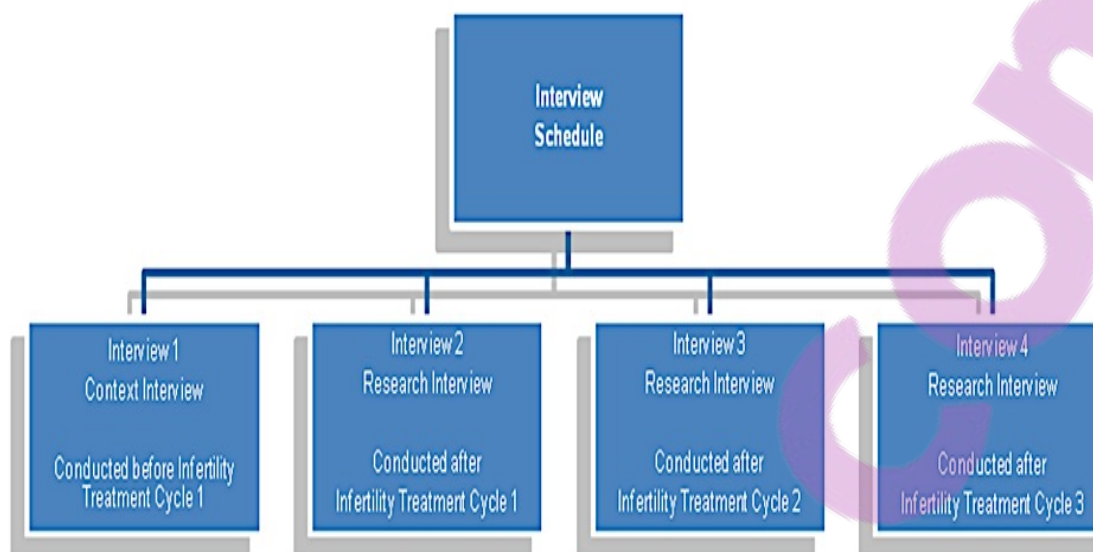 Interview
Schedule
Interview 1
Context Interview
Conducted before Infertility
Treatment Cycle 1
Interview 2
Research Interview
Conducted after
Infertility Treatment Cycle 1
Interview 3
Research Interview
Conducted after
Infertility Treatment Cycle 2
Interview 4
Research Interview
Conducted after
Infertility Treatment Cycle 3